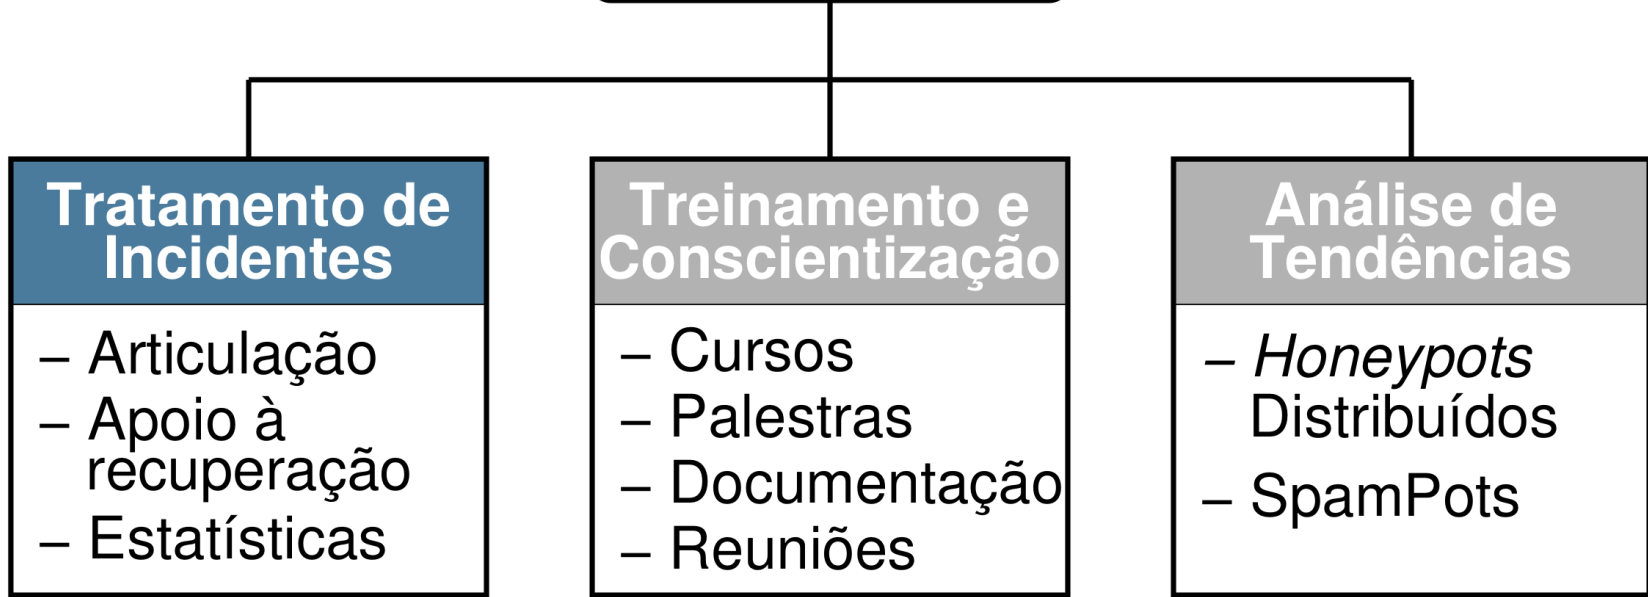 Tratamento de
Incidentes
– Articulação
– Apoio à
recuperação
– Estatísticas
Treinamento e
Conscientização
– Cursos
– Palestras
– Documentação
– Reuniões
Análise de
Tendências
– Honeypots
Distribuídos
– SpamPots